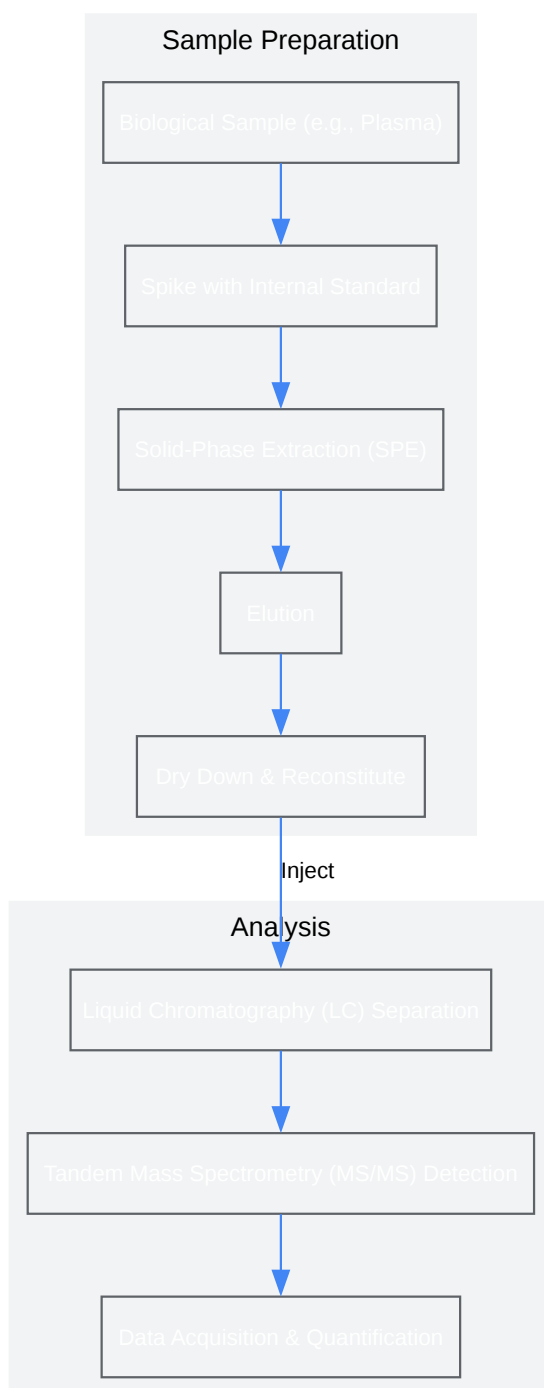 Sample Preparation
Biological Sample (e.g., Plasma)
Spike with Internal Standard
Solid-Phase Extraction (SPE)
Elution
Dry Down & Reconstitute
Inject
Analysis
Liquid Chromatography (LC) Separation
Tandem Mass Spectrometry (MS/MS) Detection
Data Acquisition & Quantification